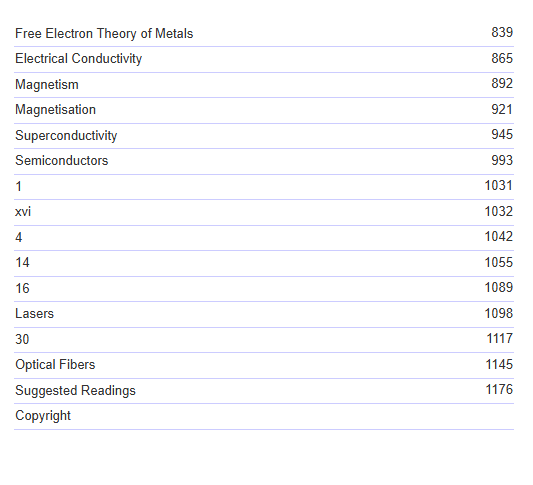 Free Electron Theory of Metals 839
Electrical Conductivity 865
Magnetism 892
Magnetisation 921
Superconductivity 945
Semiconductors 993
1 1031
xvi 1032
4 1042
14 1055
16 1089
Lasers 1098
30 1117
Optical Fibers 1145
Suggested Readings 1176
Copyright